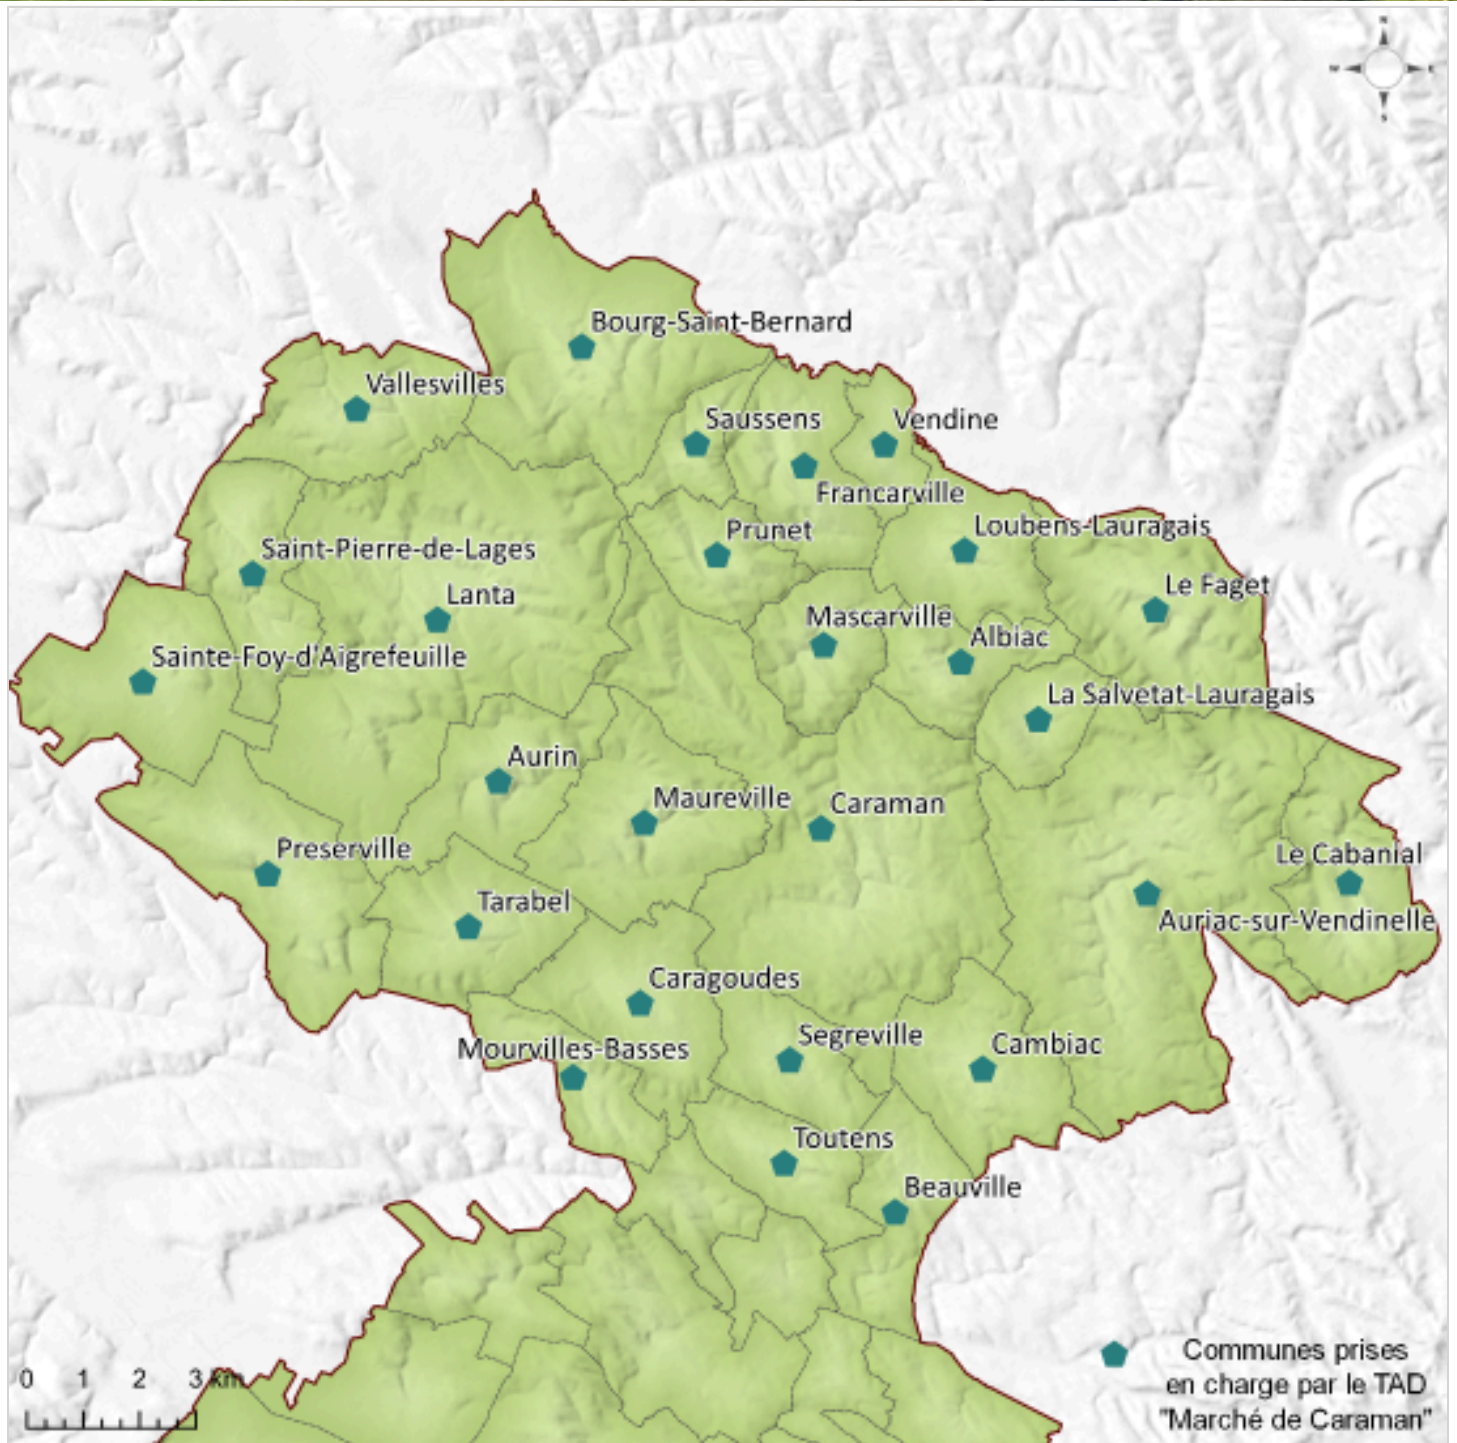 N
W
E
S
Bourg-Saint-Bernard
Vallesvilles
Saussens
Vendine
Francarville
Loubens-Lauragais
Prunet
Saint-Pierre-de-Lages
Le Faget
Lanta
Mascarville
Albiac
Sainte-Foy-d'Aigrefeuille
La Salvetat-Lauragais
Aurin
Maureville
Caraman
Preserville
Le Cabanial
Tarabel
Auriac-sur-Vendinelle
Caragoudes
Segreville
Cambiac
Mourvilles-Basses
Toutens
Beauville
Communes prises
en charge par le TAD
"Marché de Caraman"
0 1 2 3 km